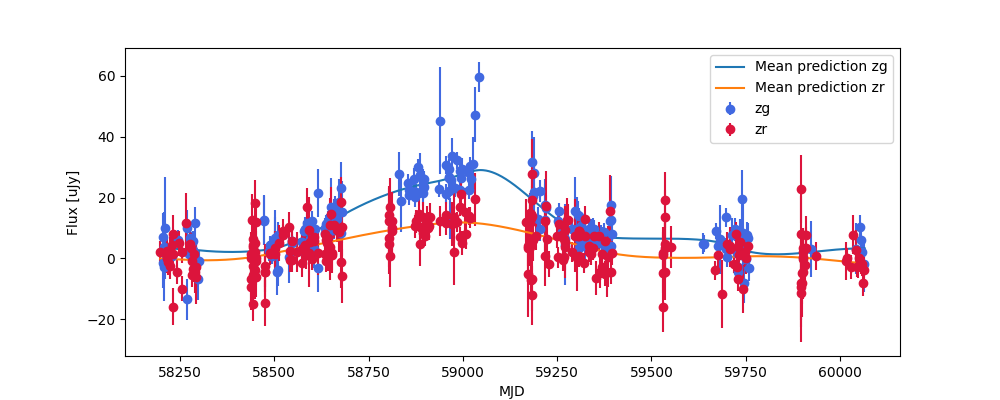 Mean prediction zg
Mean prediction zr
zg
zr
60
40
20
0
−20
Flux [uJy]
58250 58500 58750 59000 59250 59500 59750 60000
MJD